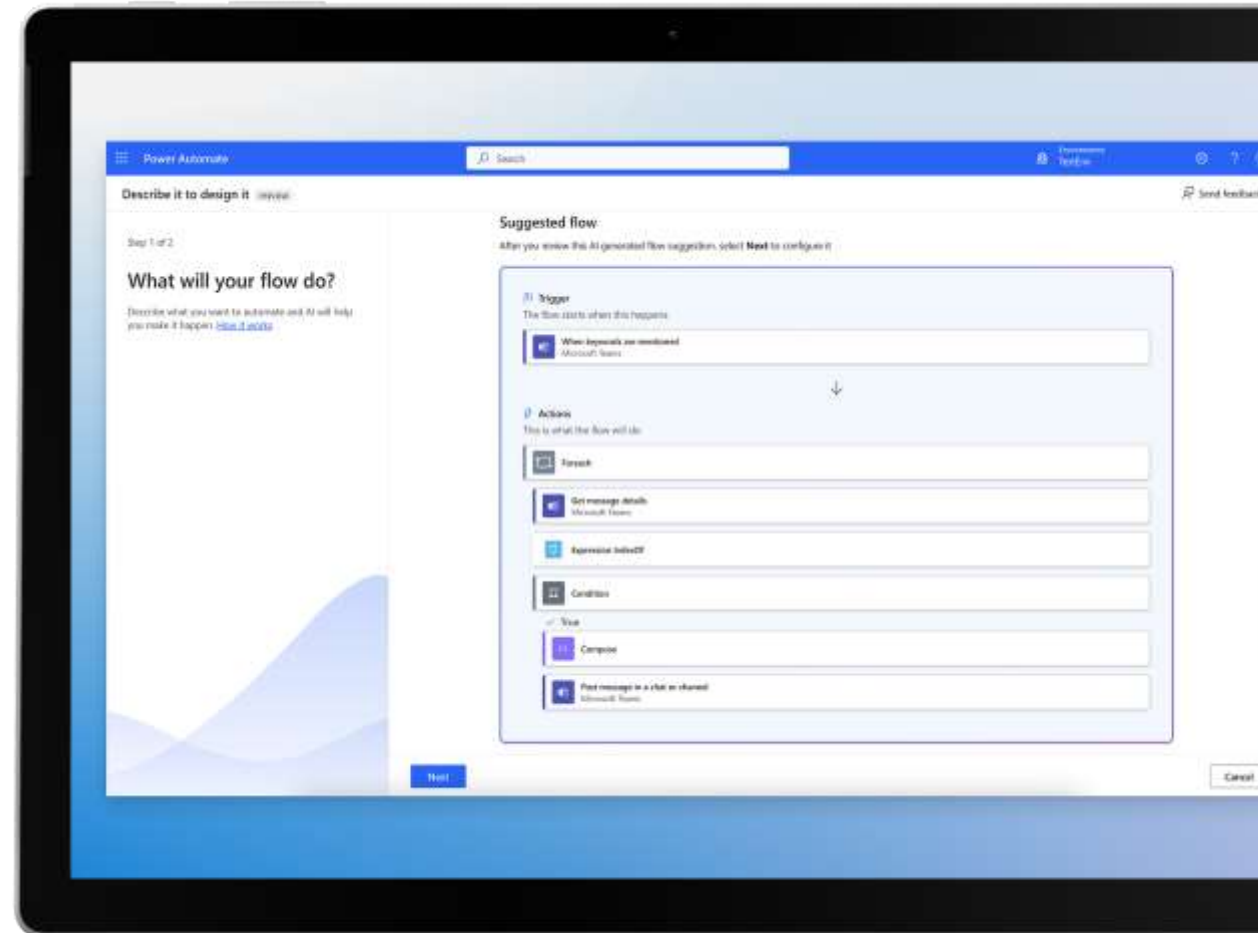 Power Automate
Search
Environments
TestEnv
Describe it to design it
Send feedback
Step 1 of 2
What will your flow do?
Describe what you want to automate and AI will help
you make it happen. How it works
Suggested flow
After you review this AI generated flow suggestion, select Next to configure it
Trigger
The flow starts when this happens
When keywords are mentioned
Microsoft Teams
Actions
This is what the flow will do
Foreach
Get message details
Microsoft Teams
Expression IndexOf
Condition
True
Compose
Post message in a chat or channel
Microsoft Teams
Next
Cancel